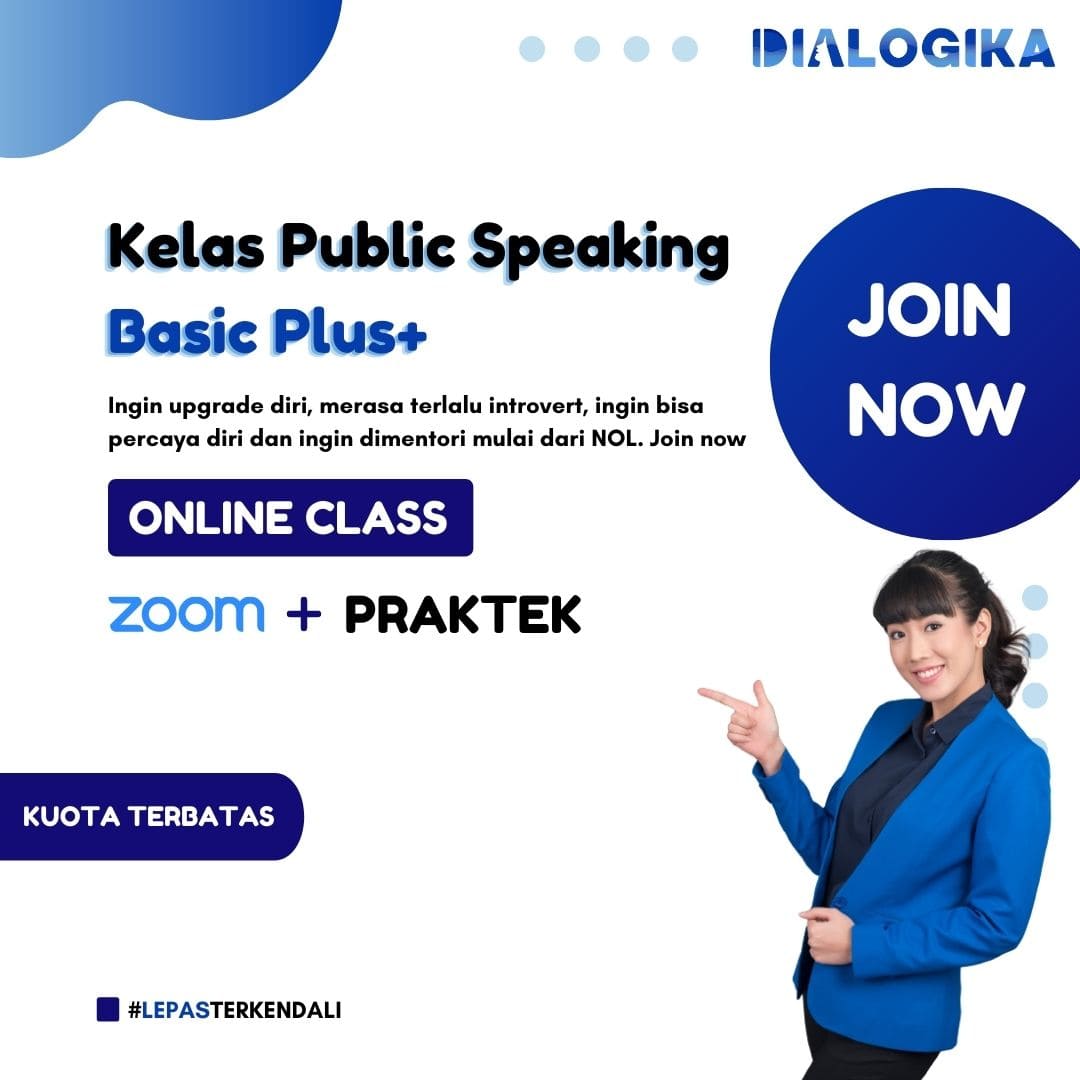 DIALOGIKA
Kelas Public Speaking
Basic Plus+
Ingin upgrade diri, merasa terlalu introvert, ingin bisa
percaya diri dan ingin dimentori mulai dari NOL. Join now
JOIN
NOW
ONLINE CLASS
zoom + PRAKTEK
KUOTA TERBATAS
#LEPASTERKENDALI